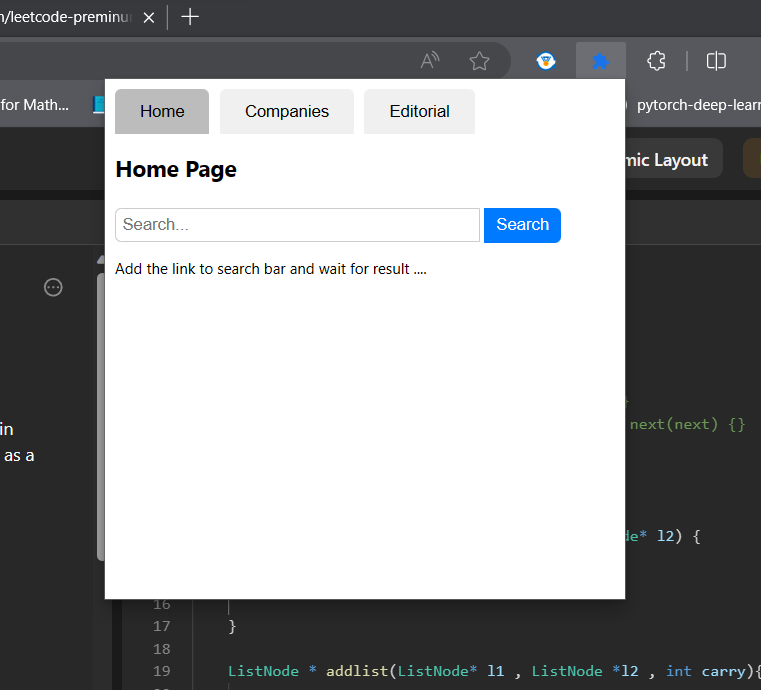 /leetcode-preminu
for Math...
pytorch-deep-learn
Home
Companies
Editorial
mic Layout
Home Page
Search...
Search
Add the link to search bar and wait for result ....
next(next) {}
in
as a
de* l2) {
16
17 }
18
19 ListNode * addlist(ListNode* l1 , ListNode *l2 , int carry){